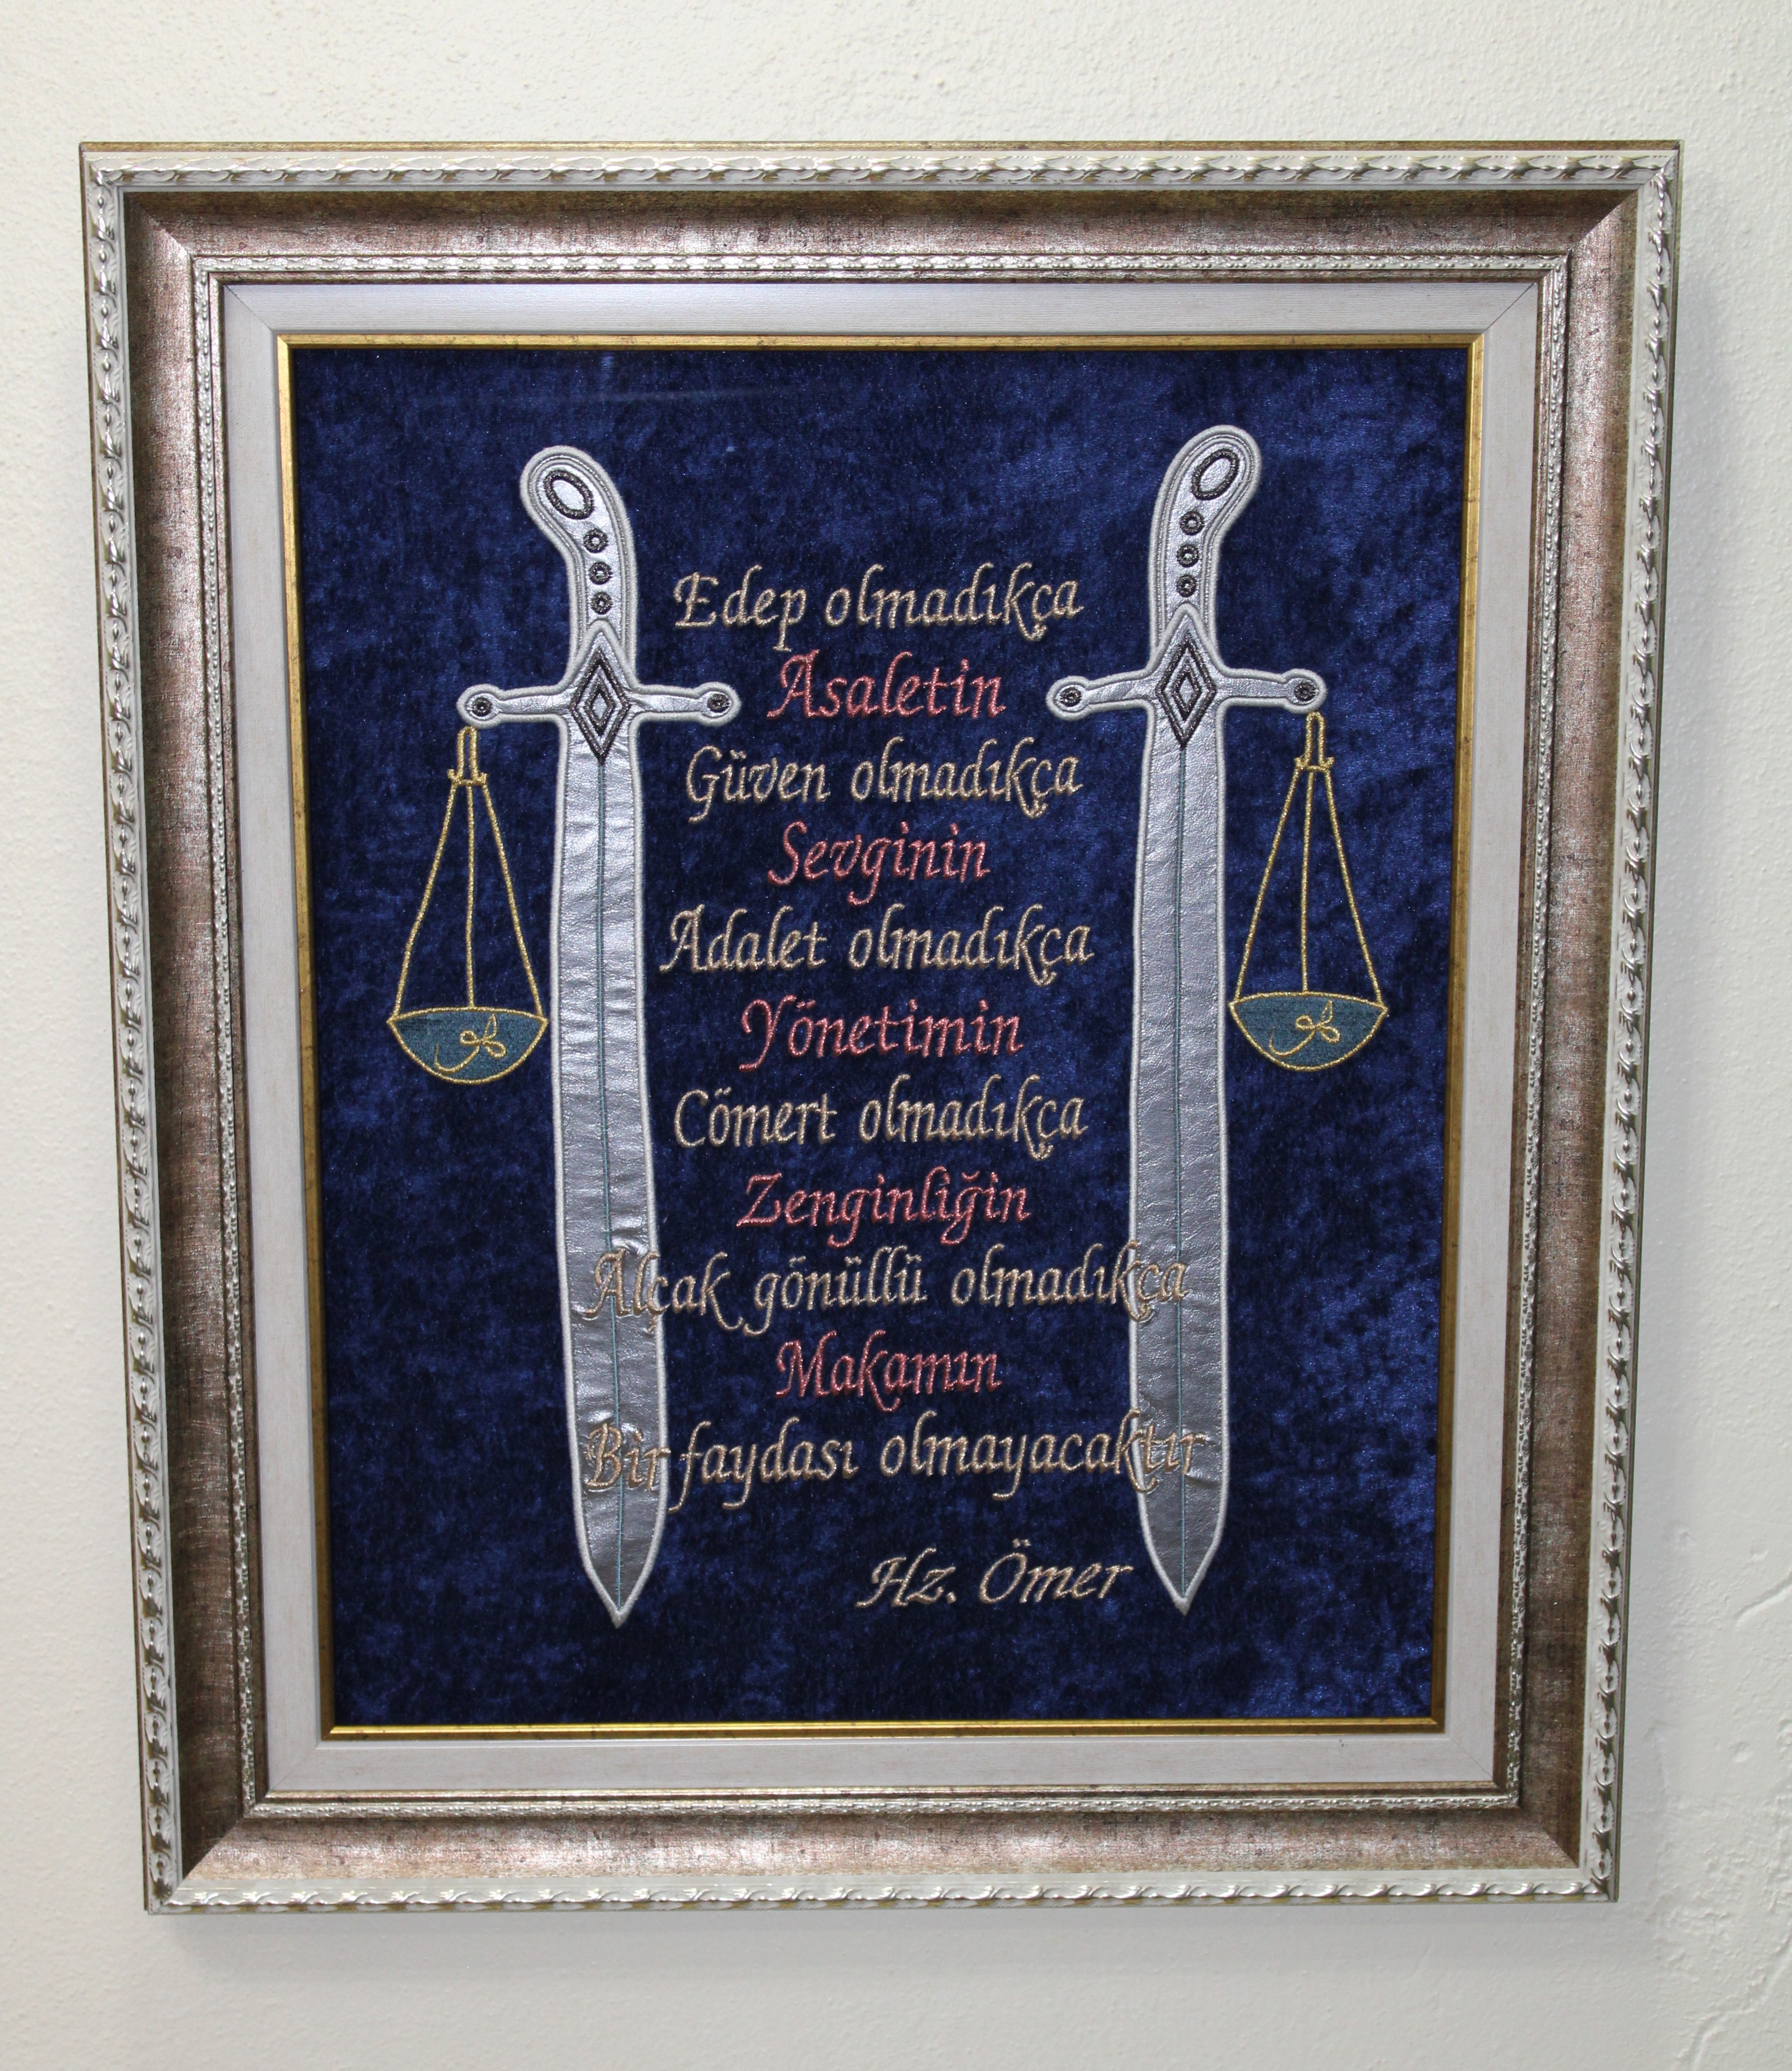 Edep olmadıkça
Asaletin
Güven olmadıkça
Sevginin
Adalet olmadıkça
Yönetimin
Cömert olmadıkça
Zenginliğin
Alçak gönüllü olmadıkça
Makamın
Bir faydası olmayacaktır
Hz. Ömer